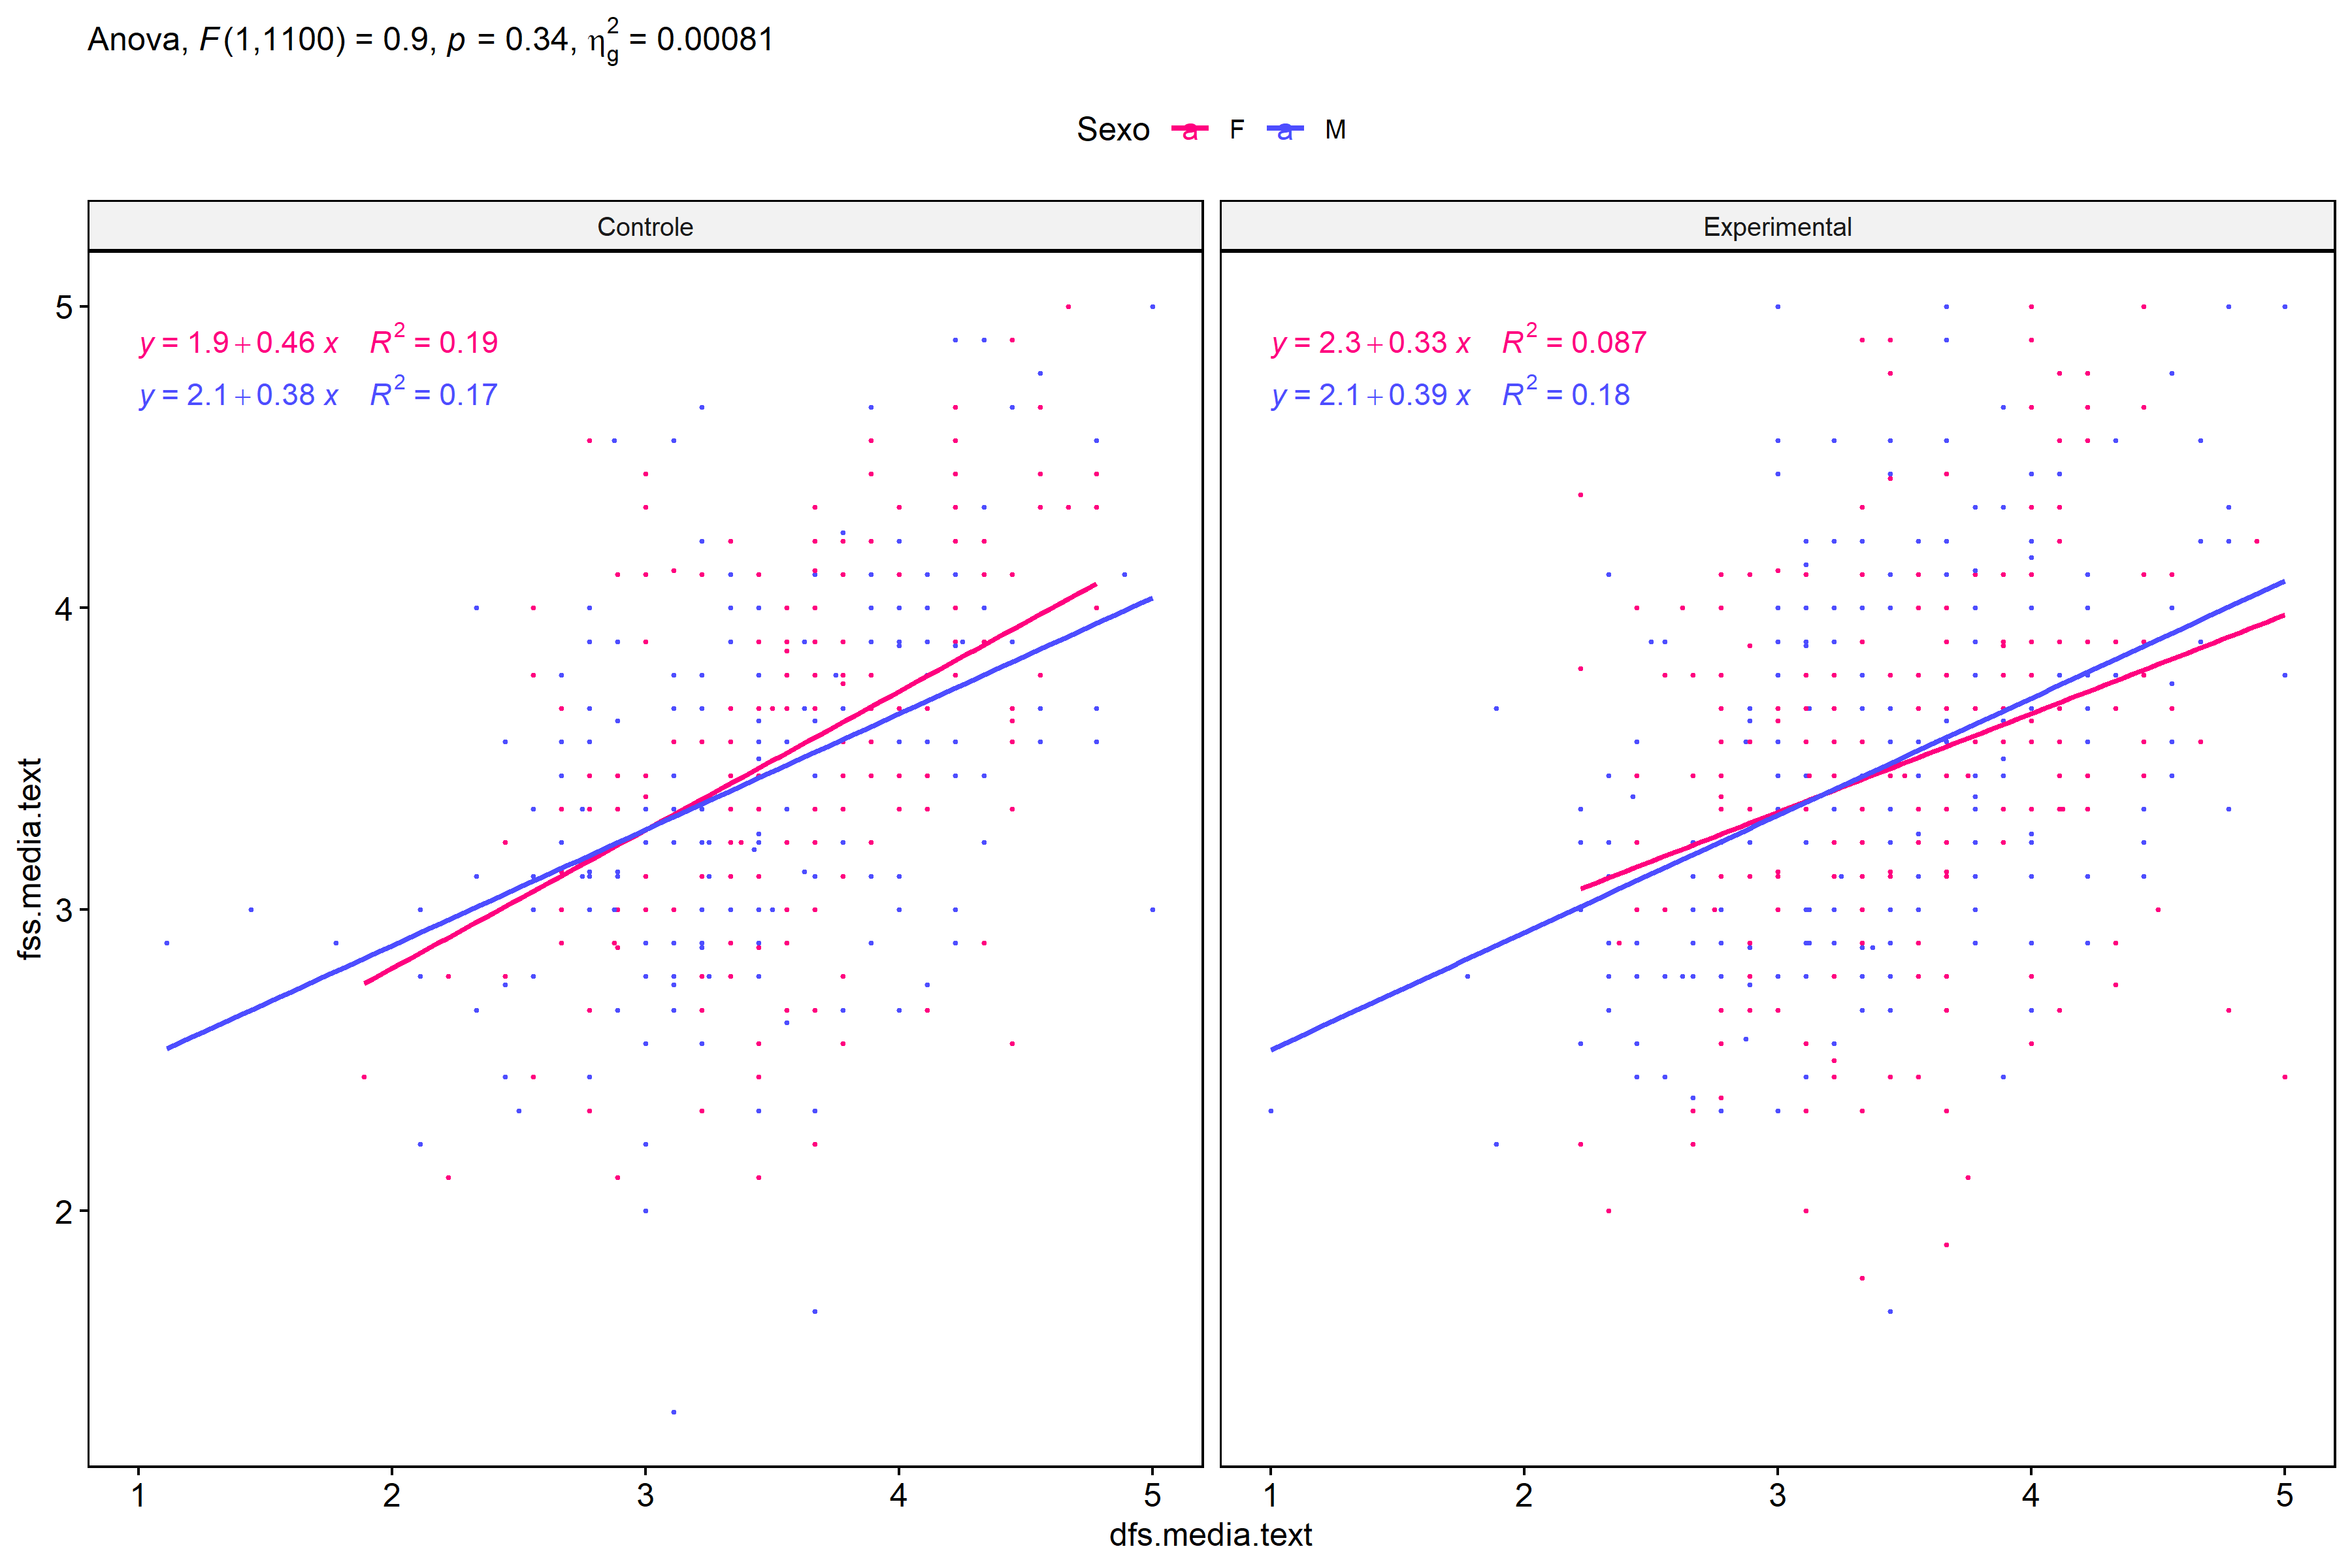 Anova, F(1,1100) = 0.9, p = 0.34, η²g = 0.00081
Sexo a F a M
Controle
Experimental
y = 1.9+0.46 x R² = 0.19
y = 2.1+0.38 x R² = 0.17
y = 2.3+0.33 x R² = 0.087
y = 2.1+0.39 x R² = 0.18
5
4
3
2
fss.media.text
1 2 3 4 5
1 2 3 4 5
dfs.media.text